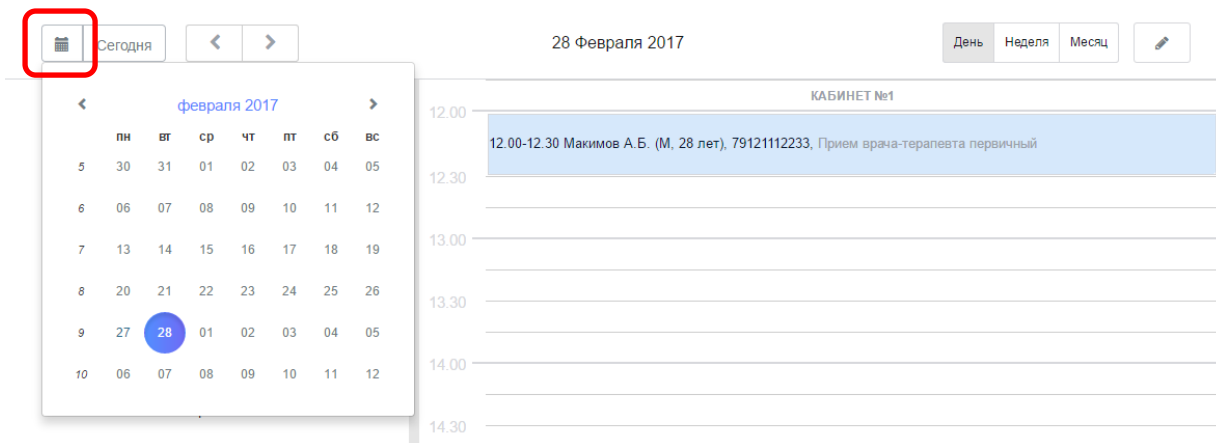 Сегодня
28 Февраля 2017
День Неделя Месяц
февраля 2017
пн вт ср чт пт сб вс
5 30 31 01 02 03 04 05
6 06 07 08 09 10 11 12
7 13 14 15 16 17 18 19
8 20 21 22 23 24 25 26
9 27 28 01 02 03 04 05
10 06 07 08 09 10 11 12
КАБИНЕТ №1
12.00
12.00-12.30 Макимов А.Б. (М, 28 лет), 79121112233, Прием врача-терапевта первичный
12.30
13.00
13.30
14.00
14.30